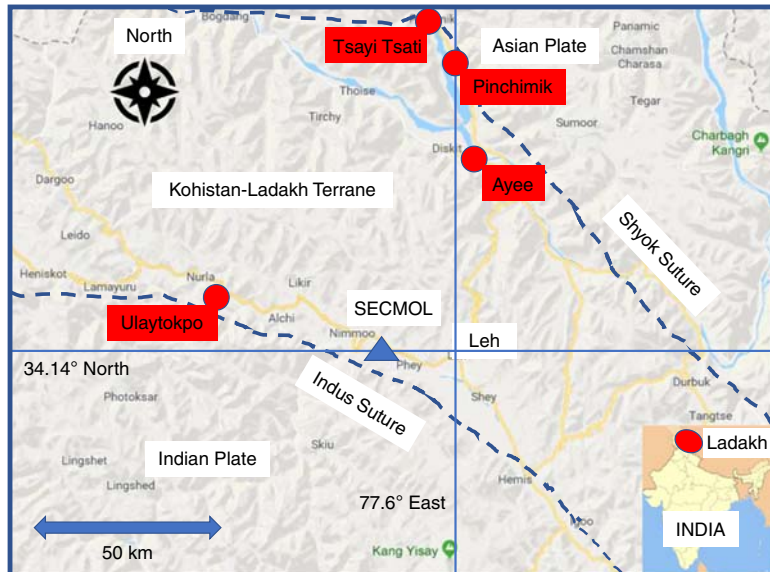 Bogdang
Panamic
North
Tsayi Tsati
Asian Plate
Chamshan
Charasa
Pinchimik
Thoise
Tegar
Hanoo
Tirchy
Sumoor
Charbagh
Kangri
Diskit
Dargoo
Kohistan-Ladakh Terrane
Ayee
Leido
Shyok Suture
Heniskot
Lamayuru
Nurla
Likir
SECMOL
Ulaytokpo
Alchi
Nimmoo
Leh
Phey
34.14° North
Indus Suture
Durbuk
Photoksar
Shey
Tangtse
Skiu
Ladakh
Lingshet
Indian Plate
Lingshed
Hemis
77.6° East
INDIA
50 km
Kang Yisay